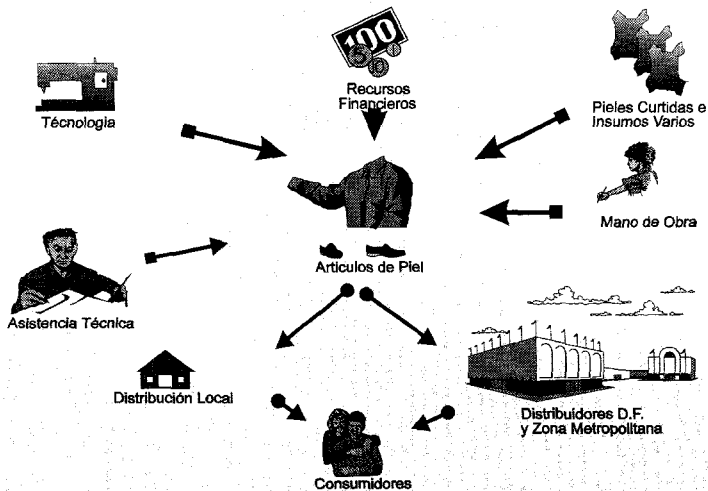 100
Recursos
Financieros
Técnologia
Pieles Curtidas e
Insumos Varios
Mano de Obra
Articulos de Piel
Asistencia Técnica
Distribución Local
Distribuidores D.F.
y Zona Metropolitana
Consumidores